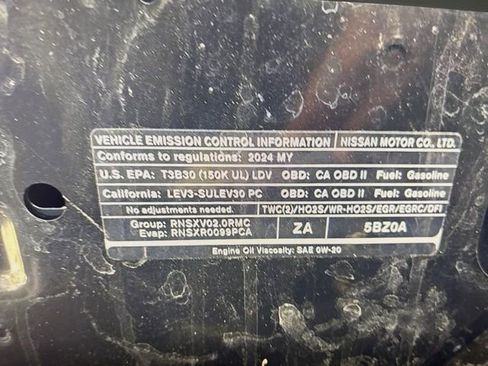 VEHICLE EMISSION CONTROL INFORMATION NISSAN MOTOR CO., LTD.
Conforms to regulations: 2024 MY
U.S. EPA: T3B30 (150K UL) LDV OBD: CA OBD II Fuel: Gasoline
California: LEV3-SULEV30 PC OBD: CA OBD II Fuel: Gasoline
No adjustments needed. TWC(2)/HO2S/WR-HO2S/EGR/EGRC/DFI
Group: RNSXV02.0RMC
Evap: RNSXR0099PCA ZA 5BZ0A
Engine Oil Viscosity: SAE 0W-20